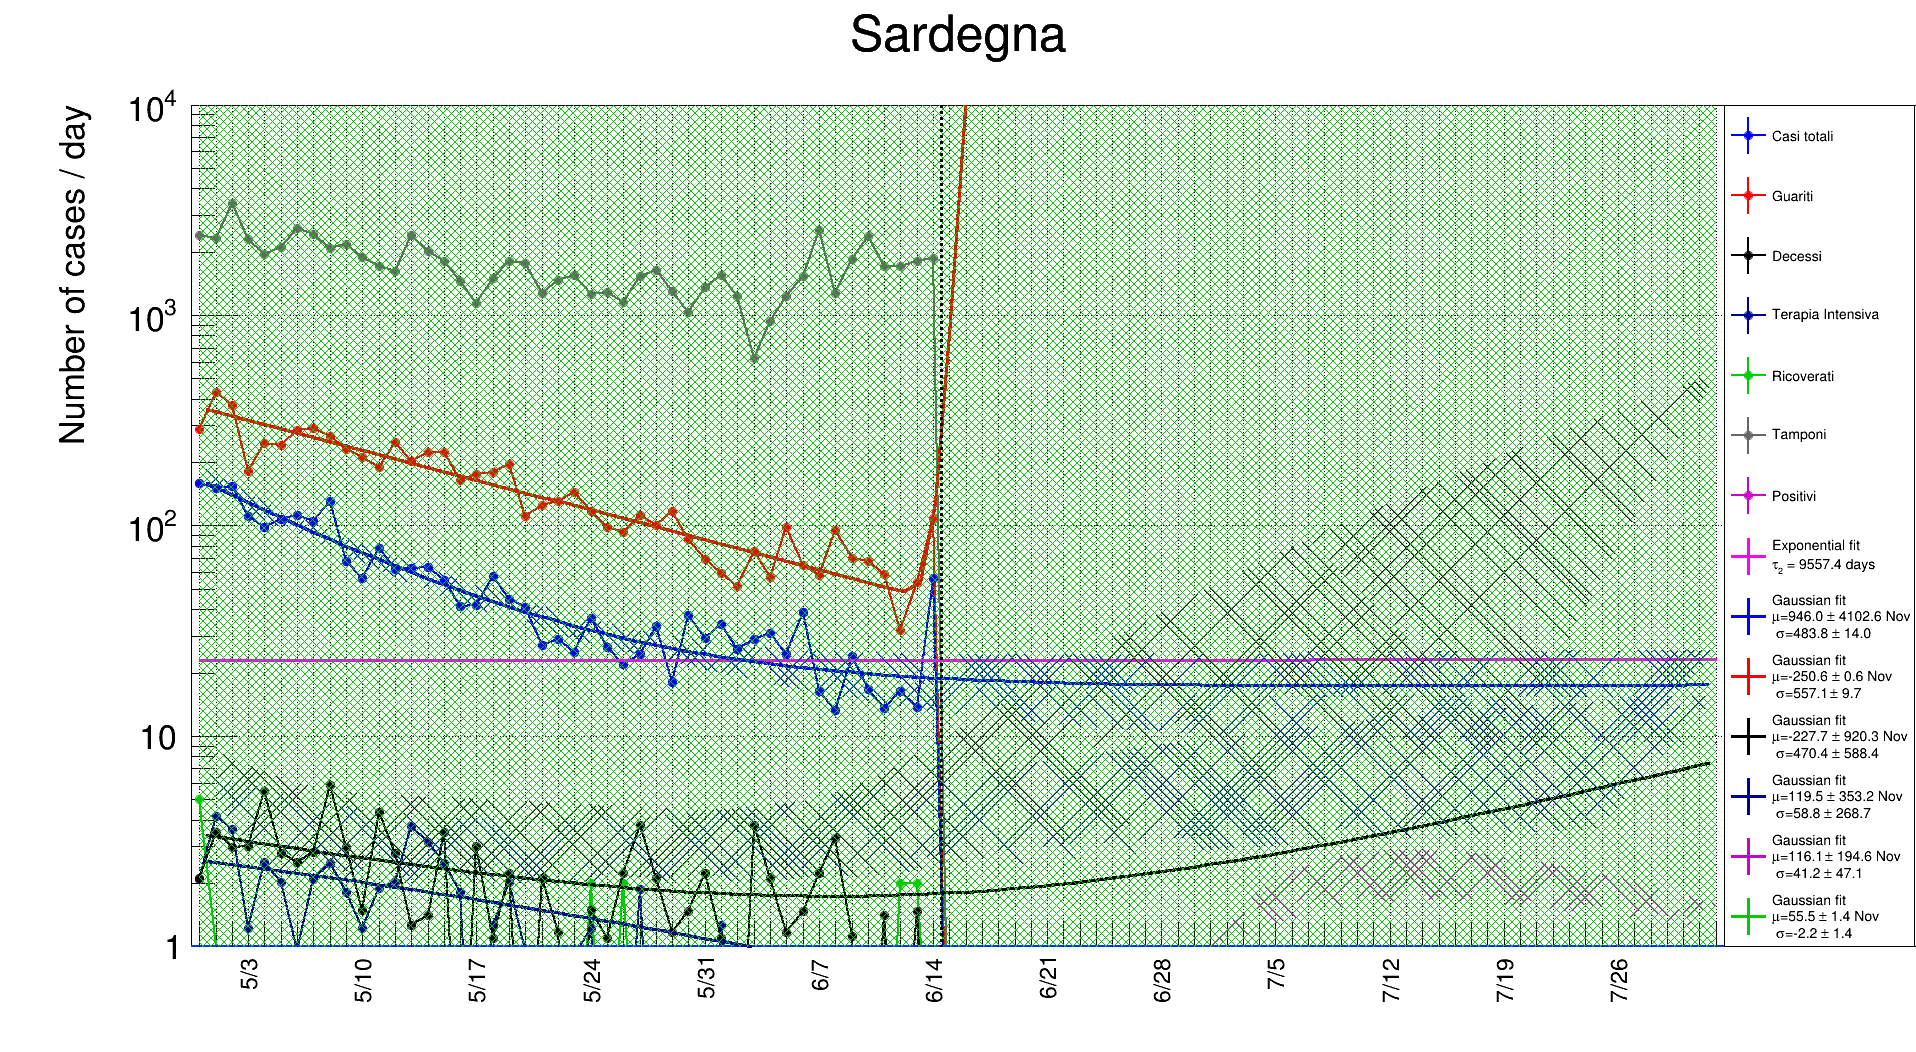 Sardegna
Number of cases / day
10⁴
10³
10²
10
1
5/3
5/10
5/17
5/24
5/31
6/7
6/14
6/21
6/28
7/5
7/12
7/19
7/26
Casi totali
Guariti
Decessi
Terapia Intensiva
Ricoverati
Tamponi
Positivi
Exponential fit
τ₂ = 9557.4 days
Gaussian fit
μ=946.0 ± 4102.6 Nov
σ=483.8 ± 14.0
Gaussian fit
μ=-250.6 ± 0.6 Nov
σ=557.1 ± 9.7
Gaussian fit
μ=-227.7 ± 920.3 Nov
σ=470.4 ± 588.4
Gaussian fit
μ=119.5 ± 353.2 Nov
σ=58.8 ± 268.7
Gaussian fit
μ=116.1 ± 194.6 Nov
σ=41.2 ± 47.1
Gaussian fit
μ=55.5 ± 1.4 Nov
σ=-2.2 ± 1.4